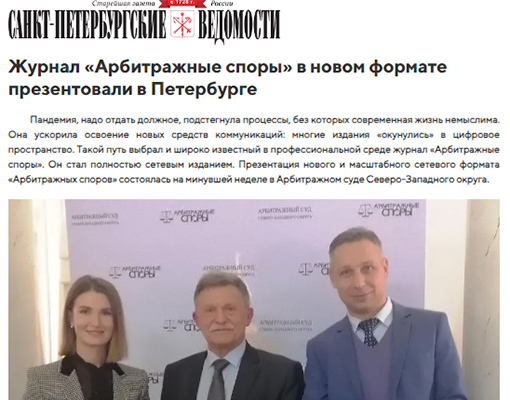 Старейшая газета с 1728 г. России
САНКТ-ПЕТЕРБУРГСКИЕ ВЕДОМОСТИ
Журнал «Арбитражные споры» в новом формате
презентовали в Петербурге
Пандемия, надо отдать должное, подстегнула процессы, без которых современная жизнь немыслима.
Она ускорила освоение новых средств коммуникаций: многие издания «окунулись» в цифровое
пространство. Такой путь выбрал и широко известный в профессиональной среде журнал «Арбитражные
споры». Он стал полностью сетевым изданием. Презентация нового и масштабного сетевого формата
«Арбитражных споров» состоялась на минувшей неделе в Арбитражном суде Северо-Западного округа.
АРБИТРАЖНЫЙ СУД
АРБИТРАЖНЫЕ
СПОРЫ
АРБИТРАЖНЫЙ СУД
АРБИТРАЖНЫЕ
СПОРЫ
АРБИТРАЖНЫЙ СУД
АРБИТРАЖНЫЕ
СПОРЫ
АРБИТРАЖНЫЙ СУД